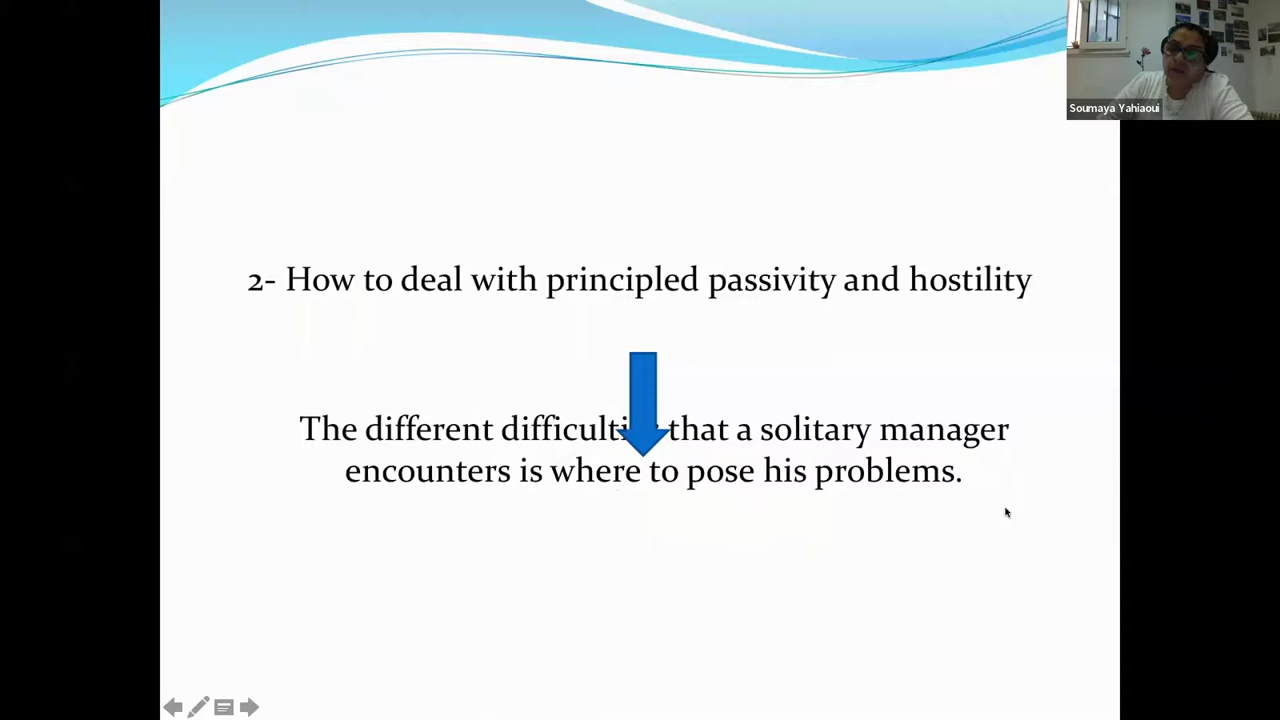 Soumaya Yahiaoui
2- How to deal with principled passivity and hostility
The different difficulti that a solitary manager
encounters is where to pose his problems.